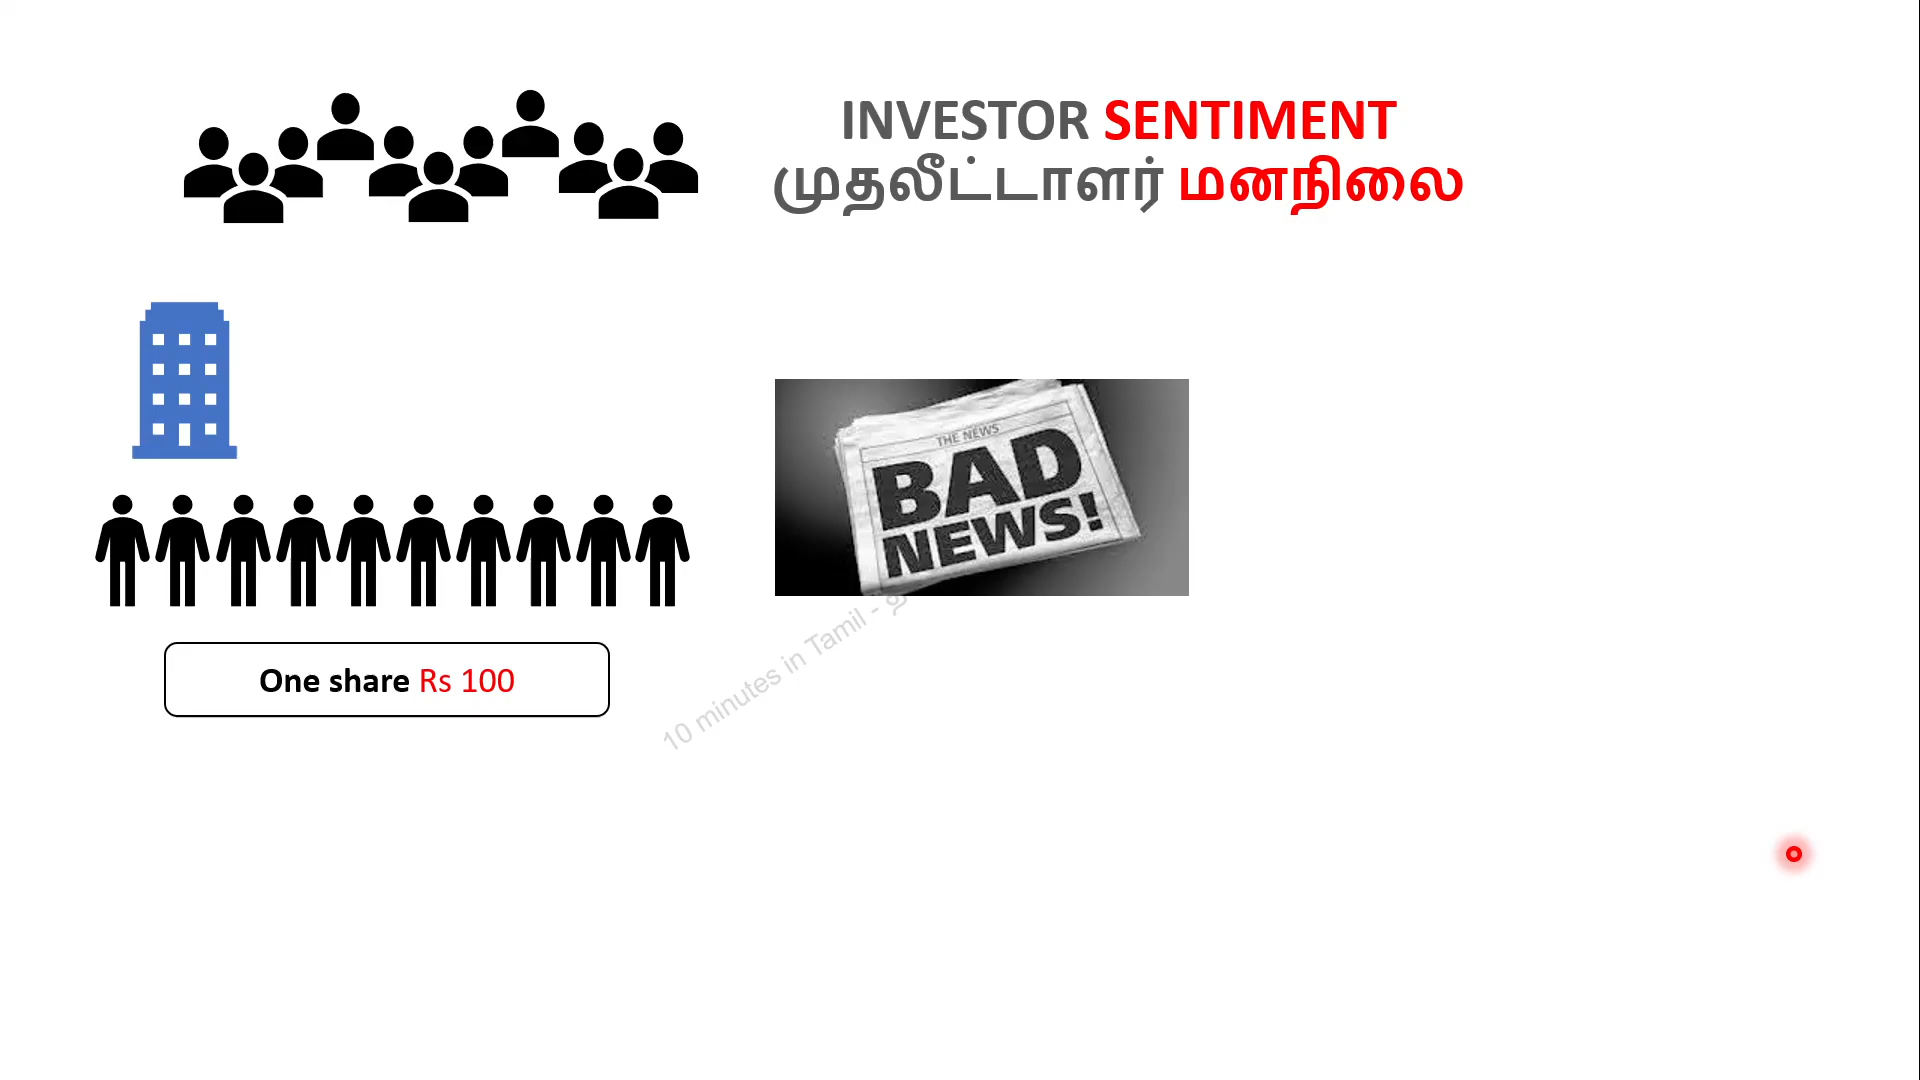 INVESTOR SENTIMENT
முதலீட்டாளர் மனநிலை
THE NEWS
BAD
NEWS!
One share Rs 100
10 minutes in Tamil -